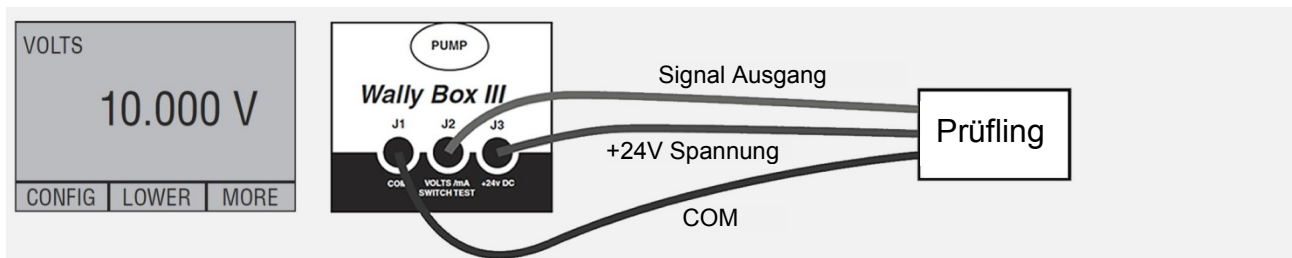 VOLTS
10.000 V
CONFIG LOWER MORE
PUMP
Wally Box III
J1 J2 J3
COM VOLTS /mA +24v DC
SWITCH TEST
Signal Ausgang
+24V Spannung
COM
Prüfling